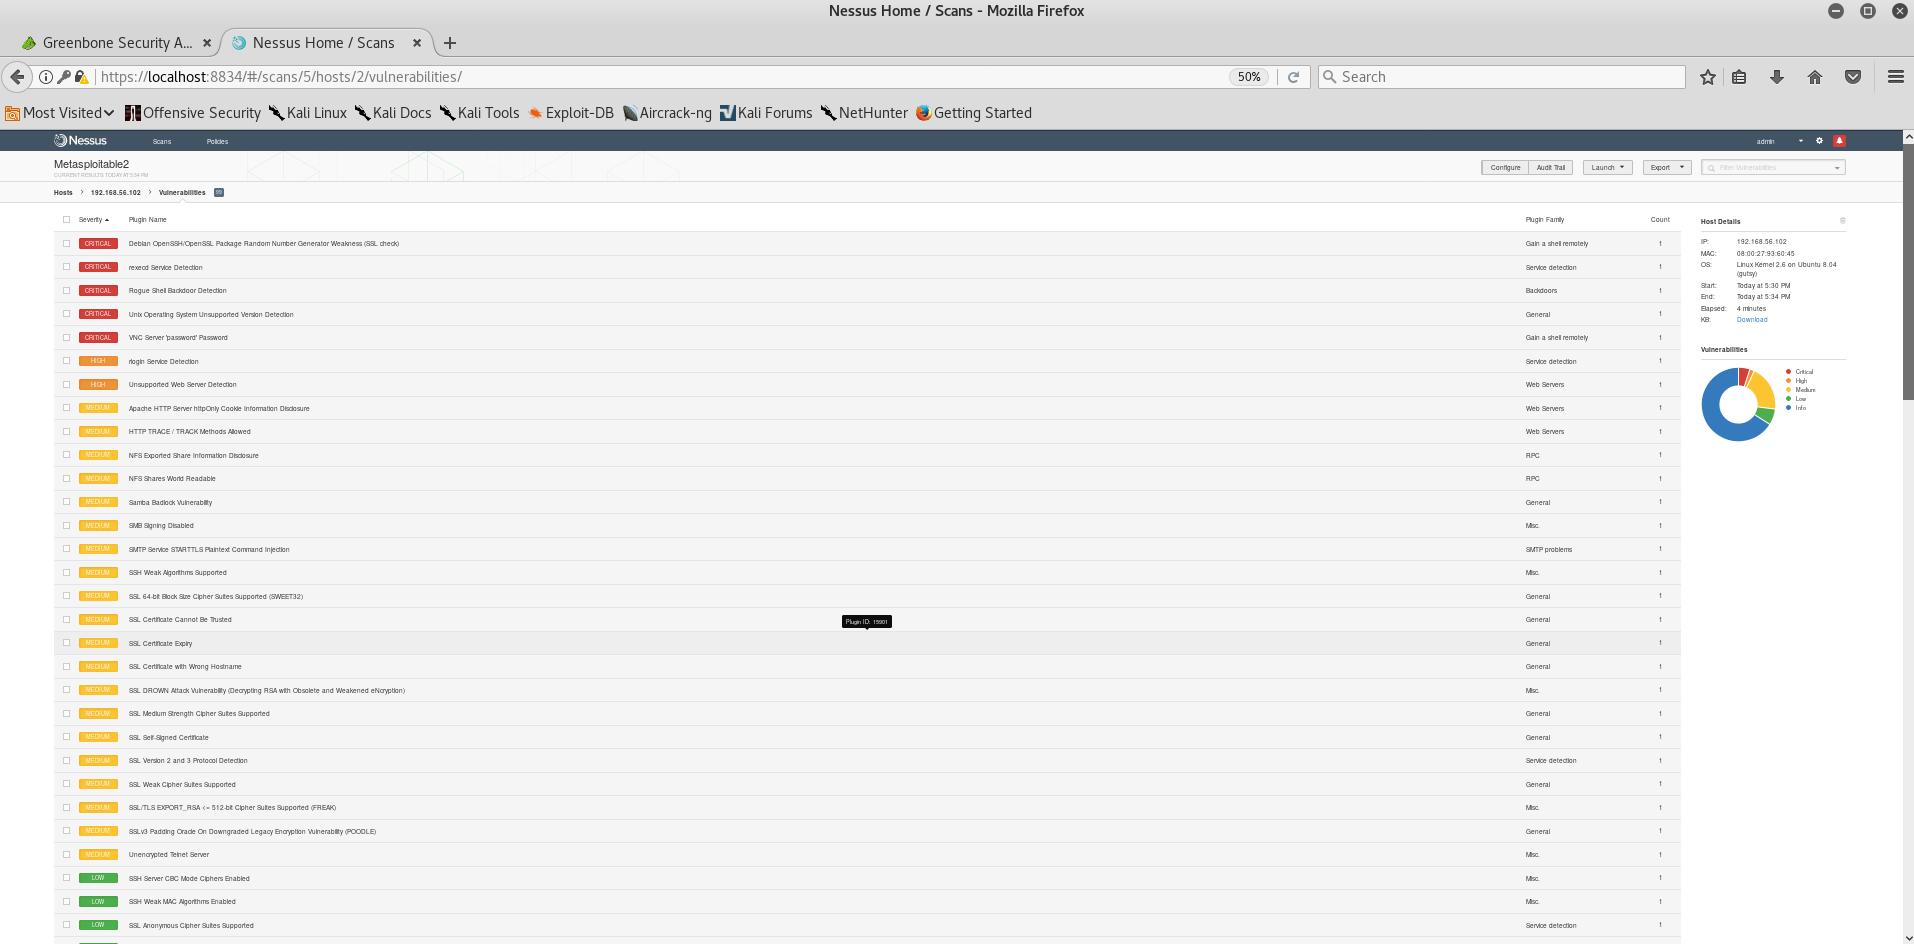 Nessus Home / Scans - Mozilla Firefox
Greenbone Security A...
Nessus Home / Scans
https://localhost:8834/#/scans/5/hosts/2/vulnerabilities/
50%
Search
Most Visited
Offensive Security
Kali Linux
Kali Docs
Kali Tools
Exploit-DB
Aircrack-ng
Kali Forums
NetHunter
Getting Started
Nessus
Scans
Policies
admin
Metasploitable2
CURRENT RESULTS: TODAY AT 5:34 PM
Configure
Audit Trail
Launch
Export
Filter Vulnerabilities
Hosts
192.168.56.102
Vulnerabilities
Severity Plugin Name Plugin Family Count
CRITICAL Debian OpenSSH/OpenSSL Package Random Number Generator Weakness (SSL check) Gain a shell remotely 1
CRITICAL rexecd Service Detection Service detection 1
CRITICAL Rogue Shell Backdoor Detection Backdoors 1
CRITICAL Unix Operating System Unsupported Version Detection General 1
CRITICAL VNC Server 'password' Password Gain a shell remotely 1
HIGH rlogin Service Detection Service detection 1
HIGH Unsupported Web Server Detection Web Servers 1
MEDIUM Apache HTTP Server httpOnly Cookie Information Disclosure Web Servers 1
MEDIUM HTTP TRACE / TRACK Methods Allowed Web Servers 1
MEDIUM NFS Exported Share Information Disclosure RPC 1
MEDIUM NFS Shares World Readable RPC 1
MEDIUM Samba Badlock Vulnerability General 1
MEDIUM SMB Signing Disabled Misc. 1
MEDIUM SMTP Service STARTTLS Plaintext Command Injection SMTP problems 1
MEDIUM SSH Weak Algorithms Supported Misc. 1
MEDIUM SSL 64-bit Block Size Cipher Suites Supported (SWEET32) General 1
MEDIUM SSL Certificate Cannot Be Trusted General 1
Plugin ID: 15901
MEDIUM SSL Certificate Expiry General 1
MEDIUM SSL Certificate with Wrong Hostname General 1
MEDIUM SSL DROWN Attack Vulnerability (Decrypting RSA with Obsolete and Weakened eNcryption) Misc. 1
MEDIUM SSL Medium Strength Cipher Suites Supported General 1
MEDIUM SSL Self-Signed Certificate General 1
MEDIUM SSL Version 2 and 3 Protocol Detection Service detection 1
MEDIUM SSL Weak Cipher Suites Supported General 1
MEDIUM SSL/TLS EXPORT_RSA <= 512-bit Cipher Suites Supported (FREAK) Misc. 1
MEDIUM SSLv3 Padding Oracle On Downgraded Legacy Encryption Vulnerability (POODLE) General 1
MEDIUM Unencrypted Telnet Server Misc. 1
LOW SSH Server CBC Mode Ciphers Enabled Misc. 1
LOW SSH Weak MAC Algorithms Enabled Misc. 1
LOW SSL Anonymous Cipher Suites Supported Service detection 1
Host Details
IP: 192.168.56.102
MAC: 08:00:27:93:60:45
OS: Linux Kernel 2.6 on Ubuntu 8.04
(gutsy)
Start: Today at 5:30 PM
End: Today at 5:34 PM
Elapsed: 4 minutes
KB: Download
Vulnerabilities
Critical
High
Medium
Low
Info